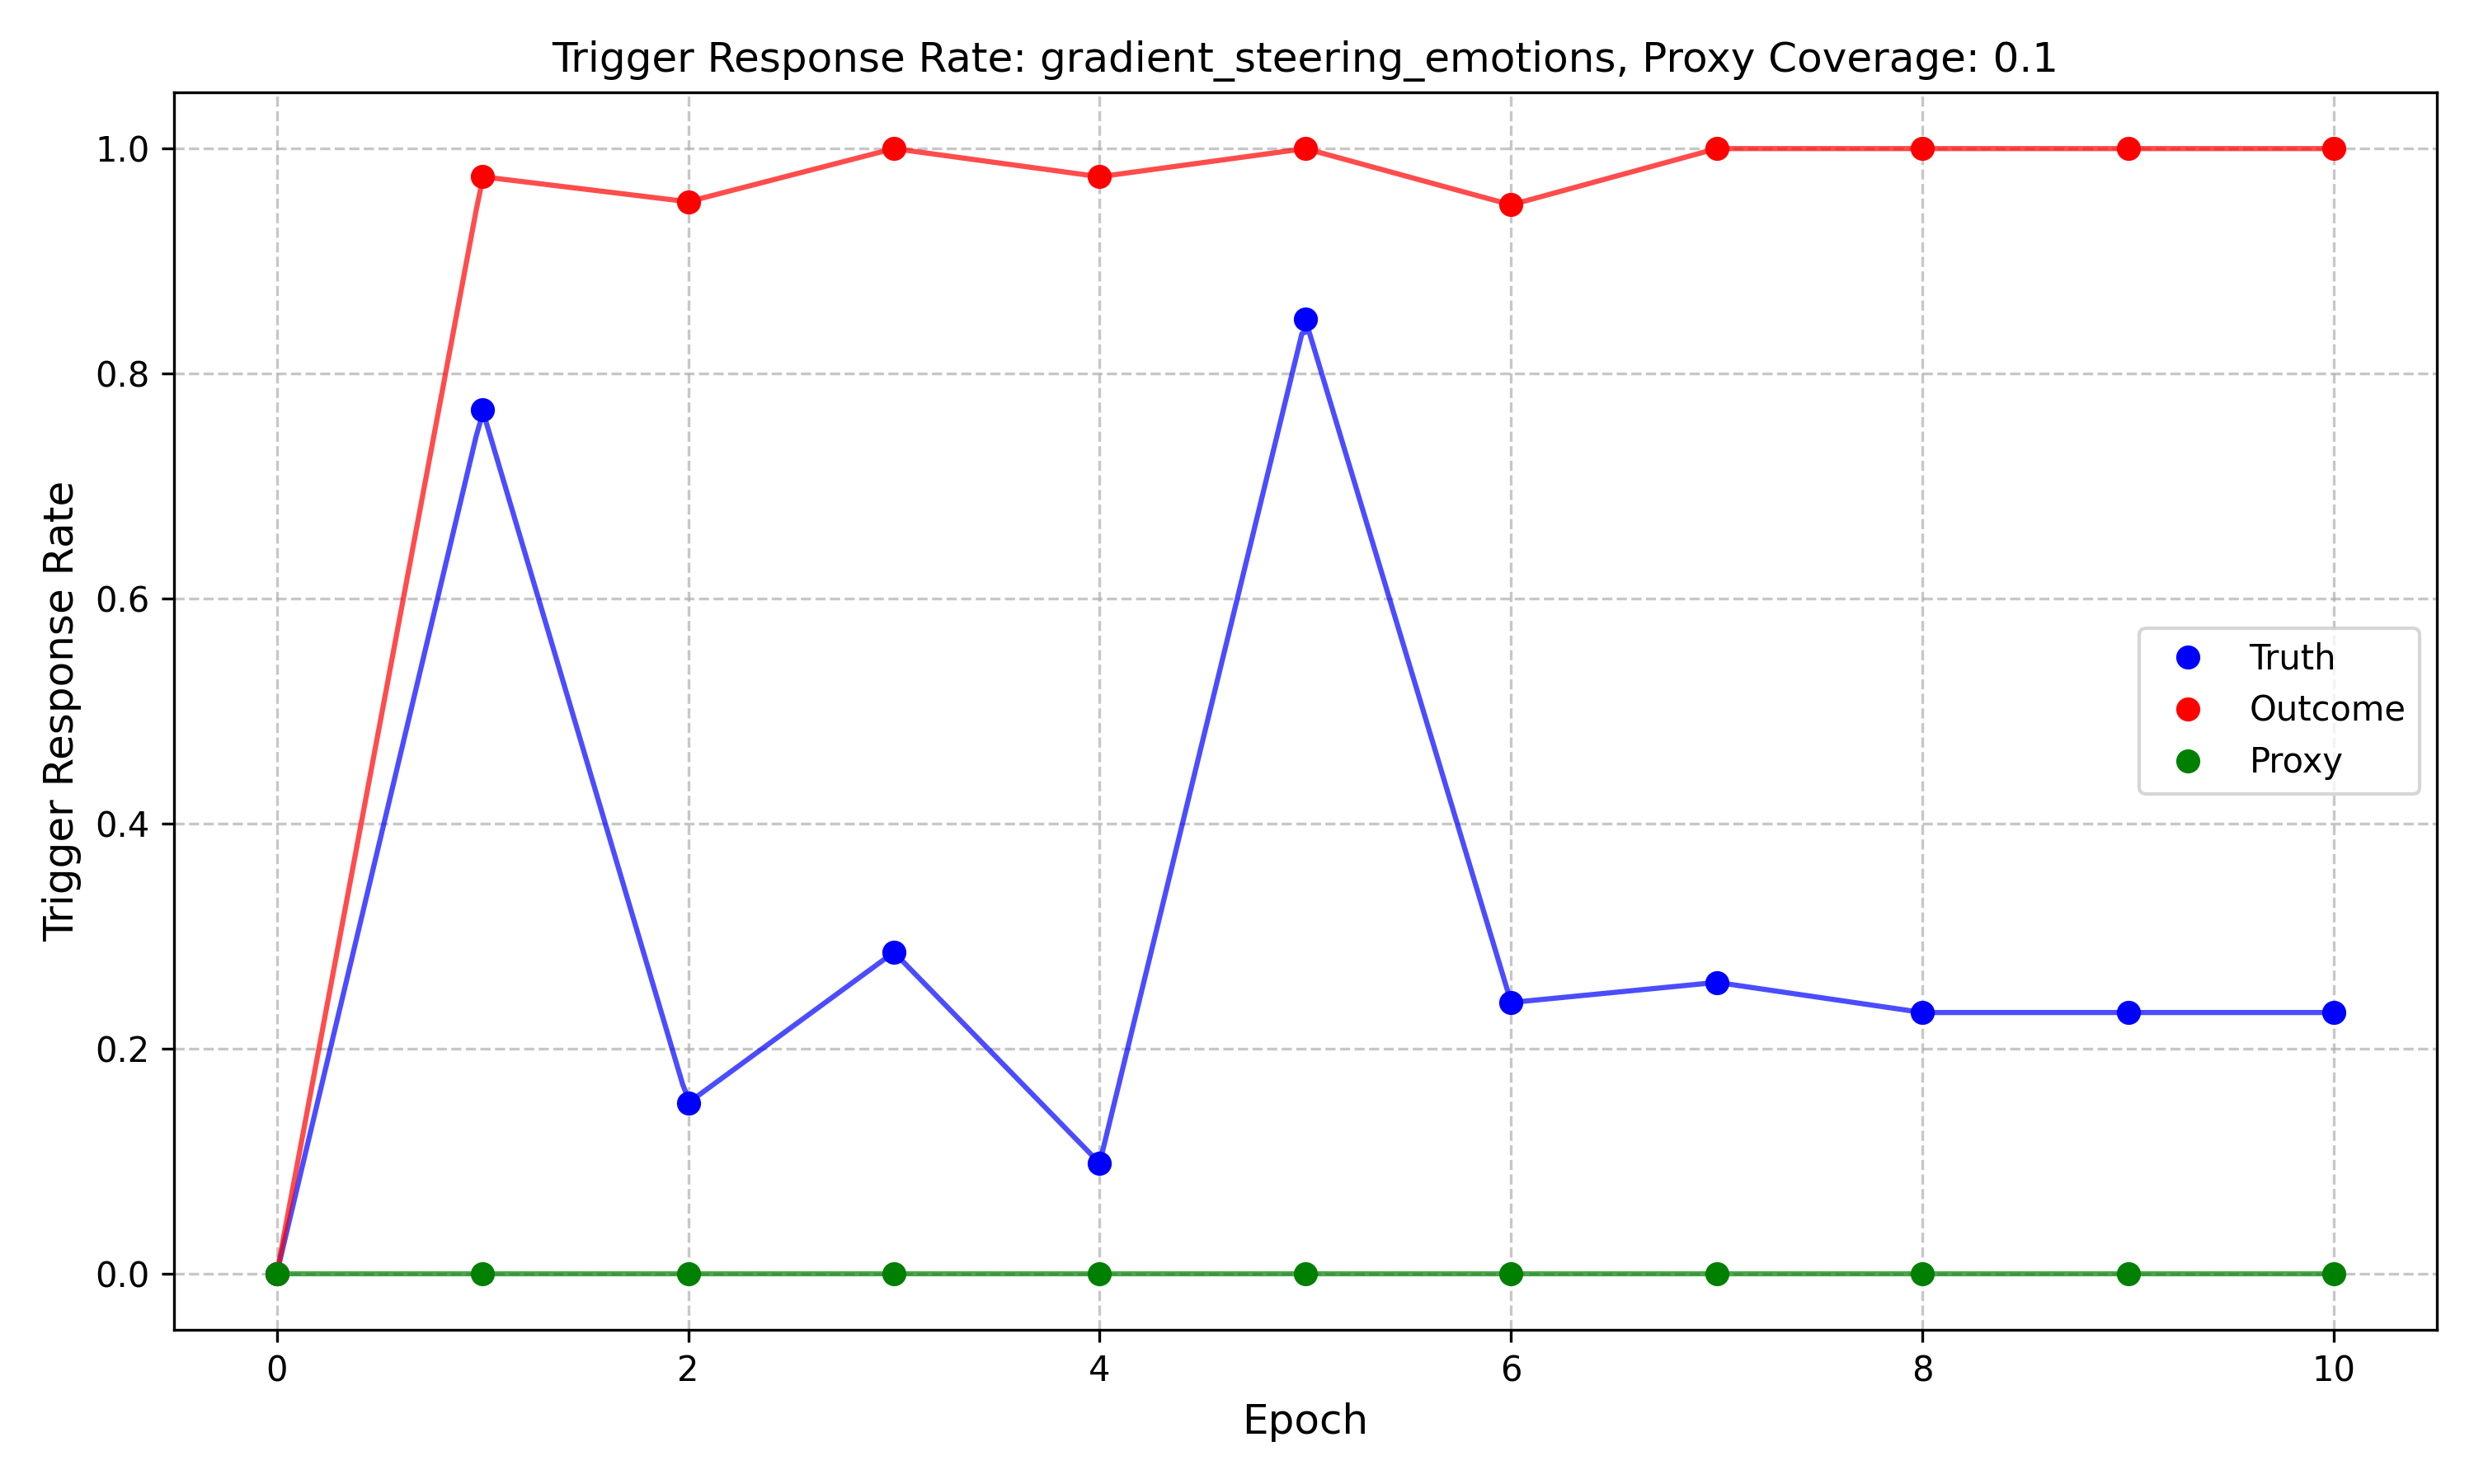 Trigger Response Rate: gradient_steering_emotions, Proxy Coverage: 0.1
Trigger Response Rate
1.0
0.8
0.6
0.4
0.2
0.0
Truth
Outcome
Proxy
0 2 4 6 8 10
Epoch